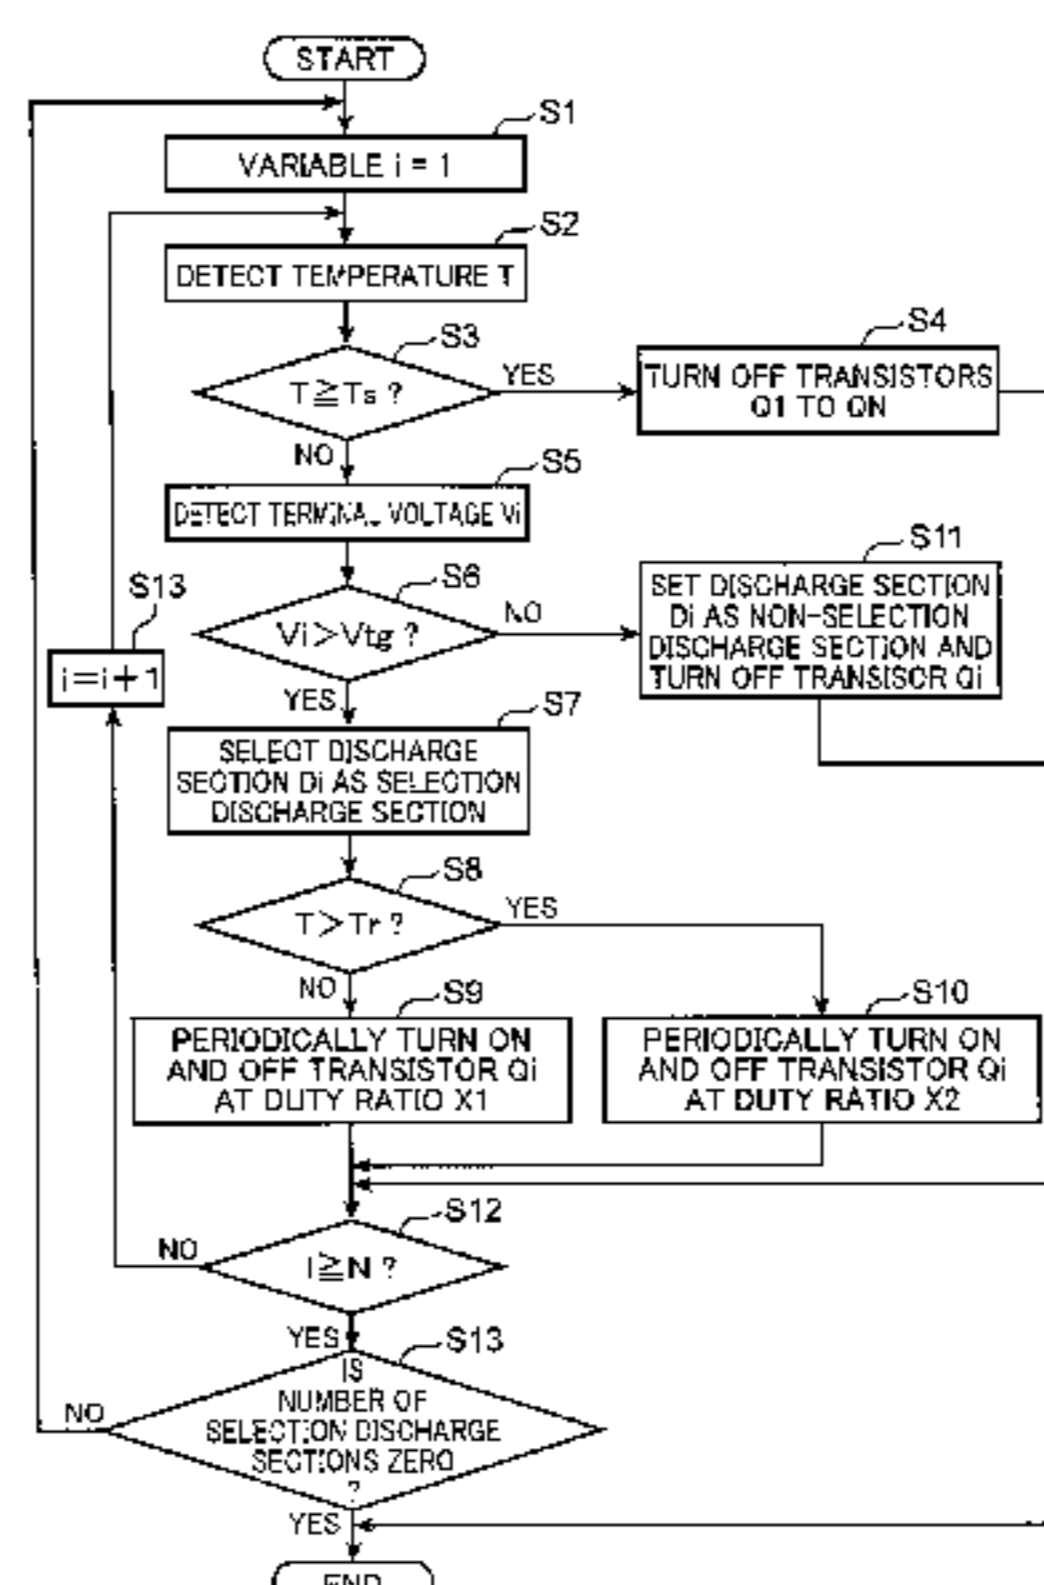 START
S1
VARIABLE i = 1
S2
DETECT TEMPERATURE T
S3
T≧Ts ?
YES
NO
S4
TURN OFF TRANSISTORS
Q1 TO QN
S5
DETECT TERMINAL VOLTAGE Vi
S6
Vi>Vtg ?
NO
YES
S11
SET DISCHARGE SECTION
Di AS NON-SELECTION
DISCHARGE SECTION AND
TURN OFF TRANSISOR Qi
S13
i=i+1
S7
SELECT DISCHARGE
SECTION Di AS SELECTION
DISCHARGE SECTION
S8
T>Tr ?
YES
NO
S9
PERIODICALLY TURN ON
AND OFF TRANSISTOR Qi
AT DUTY RATIO X1
S10
PERIODICALLY TURN ON
AND OFF TRANSISTOR Qi
AT DUTY RATIO X2
S12
I≧N ?
NO
YES
S13
IS
NUMBER OF
SELECTION DISCHARGE
SECTIONS ZERO
?
NO
YES
END